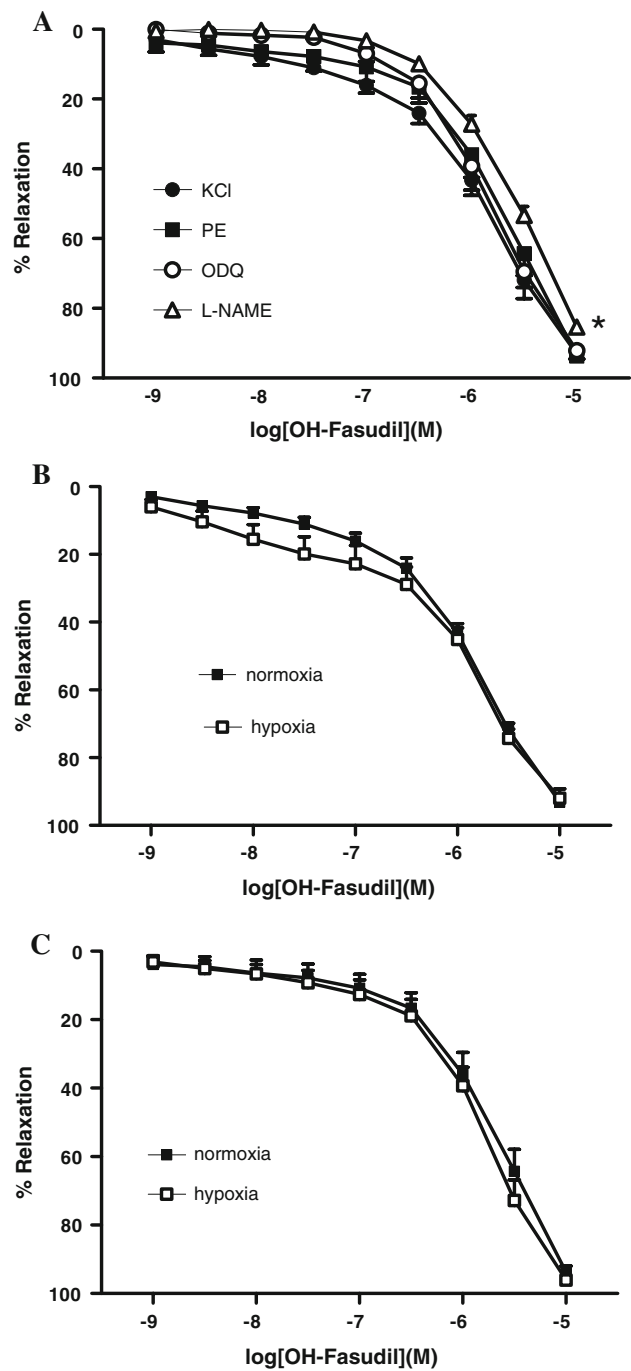 A
0
20
40
60
80
100
% Relaxation
KCl
PE
ODQ
L-NAME
*
-9
-8
-7
-6
-5
log[OH-Fasudil](M)
B
0
20
40
60
80
100
% Relaxation
normoxia
hypoxia
-9
-8
-7
-6
-5
log[OH-Fasudil](M)
C
0
20
40
60
80
100
% Relaxation
normoxia
hypoxia
-9
-8
-7
-6
-5
log[OH-Fasudil](M)